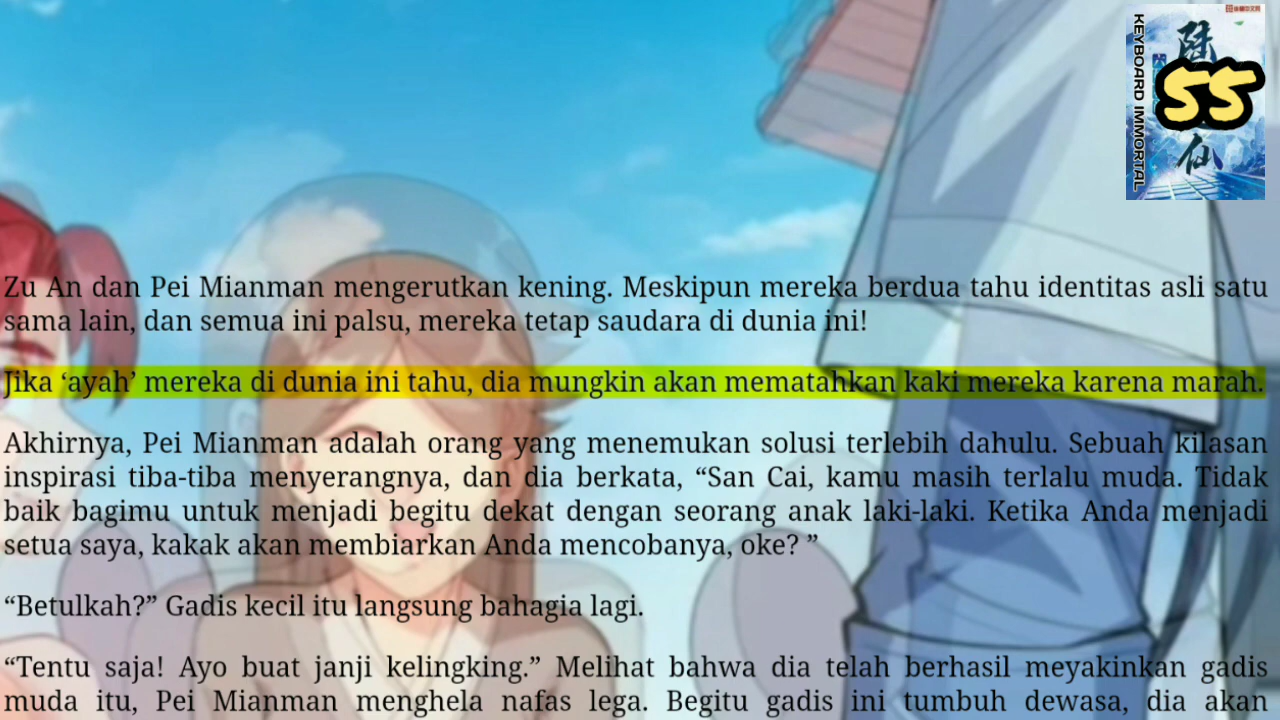 KEYBOARD IMMORTAL
陸
仙
55
Zu An dan Pei Mianman mengerutkan kening. Meskipun mereka berdua tahu identitas asli satu
sama lain, dan semua ini palsu, mereka tetap saudara di dunia ini!
Jika ‘ayah’ mereka di dunia ini tahu, dia mungkin akan mematahkan kaki mereka karena marah.
Akhirnya, Pei Mianman adalah orang yang menemukan solusi terlebih dahulu. Sebuah kilasan
inspirasi tiba-tiba menyerangnya, dan dia berkata, “San Cai, kamu masih terlalu muda. Tidak
baik bagimu untuk menjadi begitu dekat dengan seorang anak laki-laki. Ketika Anda menjadi
setua saya, kakak akan membiarkan Anda mencobanya, oke? ”
“Betulkah?” Gadis kecil itu langsung bahagia lagi.
“Tentu saja! Ayo buat janji kelingking.” Melihat bahwa dia telah berhasil meyakinkan gadis
muda itu, Pei Mianman menghela nafas lega. Begitu gadis ini tumbuh dewasa, dia akan